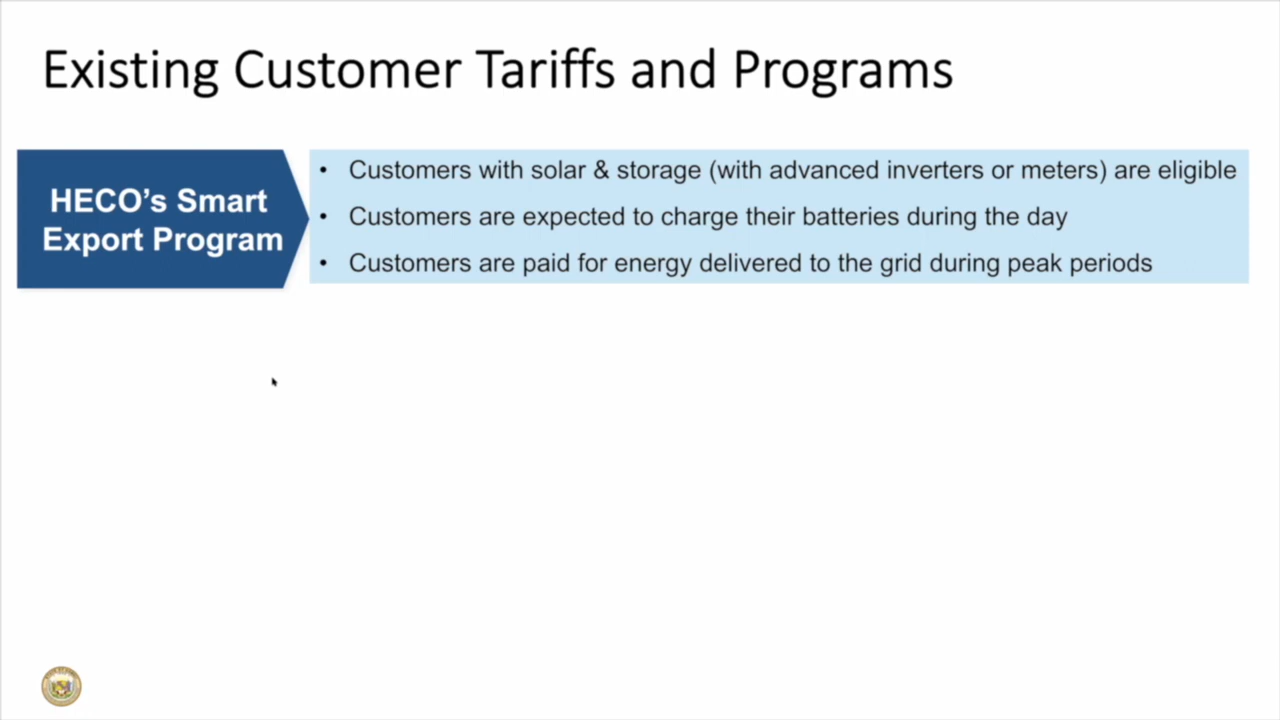 Existing Customer Tariffs and Programs
HECO's Smart
Export Program
• Customers with solar & storage (with advanced inverters or meters) are eligible
• Customers are expected to charge their batteries during the day
• Customers are paid for energy delivered to the grid during peak periods